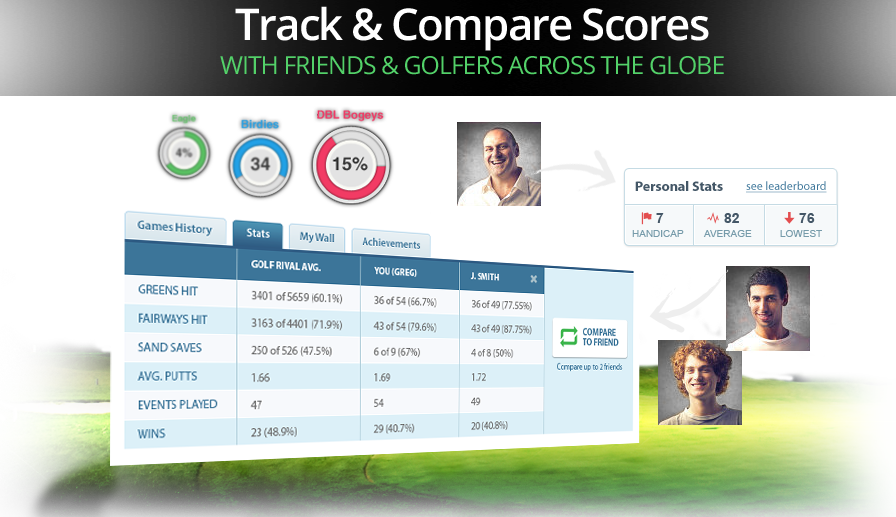 Track & Compare Scores
WITH FRIENDS & GOLFERS ACROSS THE GLOBE
Eagle
4%
Birdies
34
DBL Bogeys
15%
Personal Stats see leaderboard
7 82 76
HANDICAP AVERAGE LOWEST
Games History Stats My Wall Achievements
GOLF RIVAL AVG. YOU (GREG) J. SMITH x
GREENS HIT 3401 of 5659 (60.1%) 36 of 54 (66.7%) 36 of 49 (77.55%)
FAIRWAYS HIT 3163 of 4401 (71.9%) 43 of 54 (79.6%) 43 of 49 (87.75%)
SAND SAVES 250 of 526 (47.5%) 6 of 9 (67%) 4 of 8 (50%)
AVG. PUTTS 1.66 1.69 1.72
EVENTS PLAYED 47 54 49
WINS 23 (48.9%) 29 (40.7%) 20 (40.8%)
COMPARE
TO FRIEND
Compare up to 2 friends